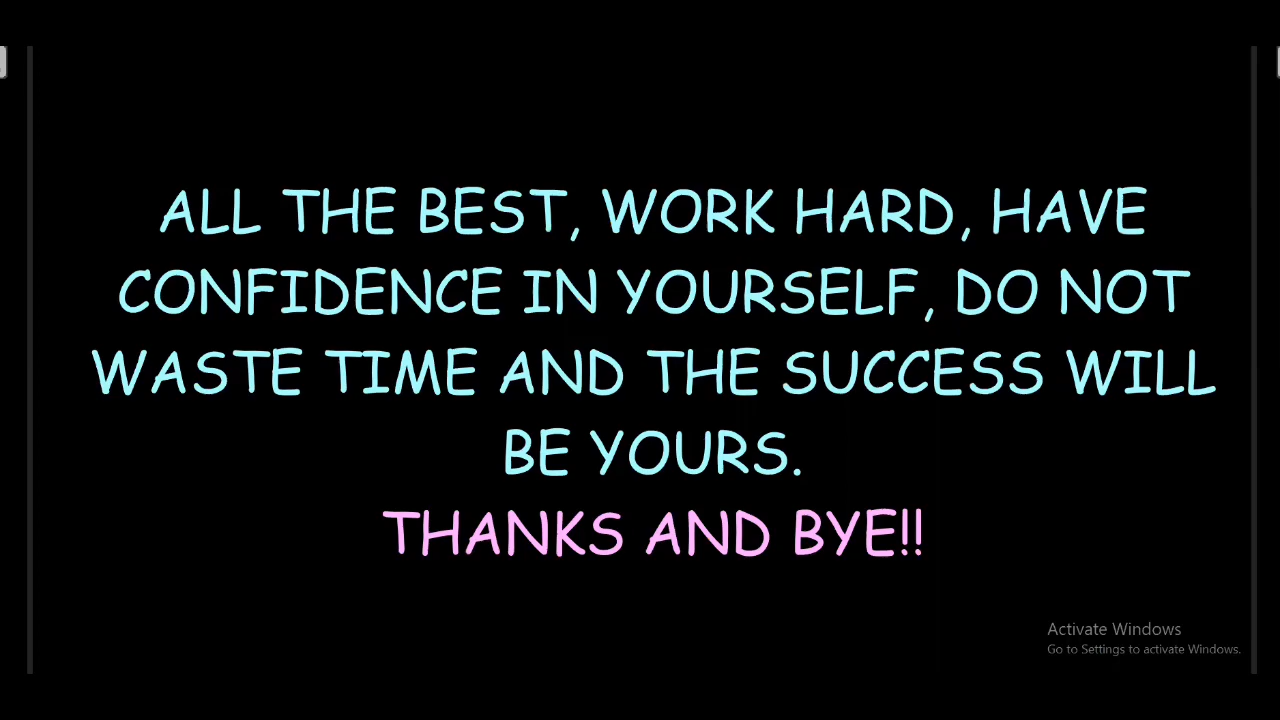 ALL THE BEST, WORK HARD, HAVE
CONFIDENCE IN YOURSELF, DO NOT
WASTE TIME AND THE SUCCESS WILL
BE YOURS.
THANKS AND BYE!!
Activate Windows
Go to Settings to activate Windows.